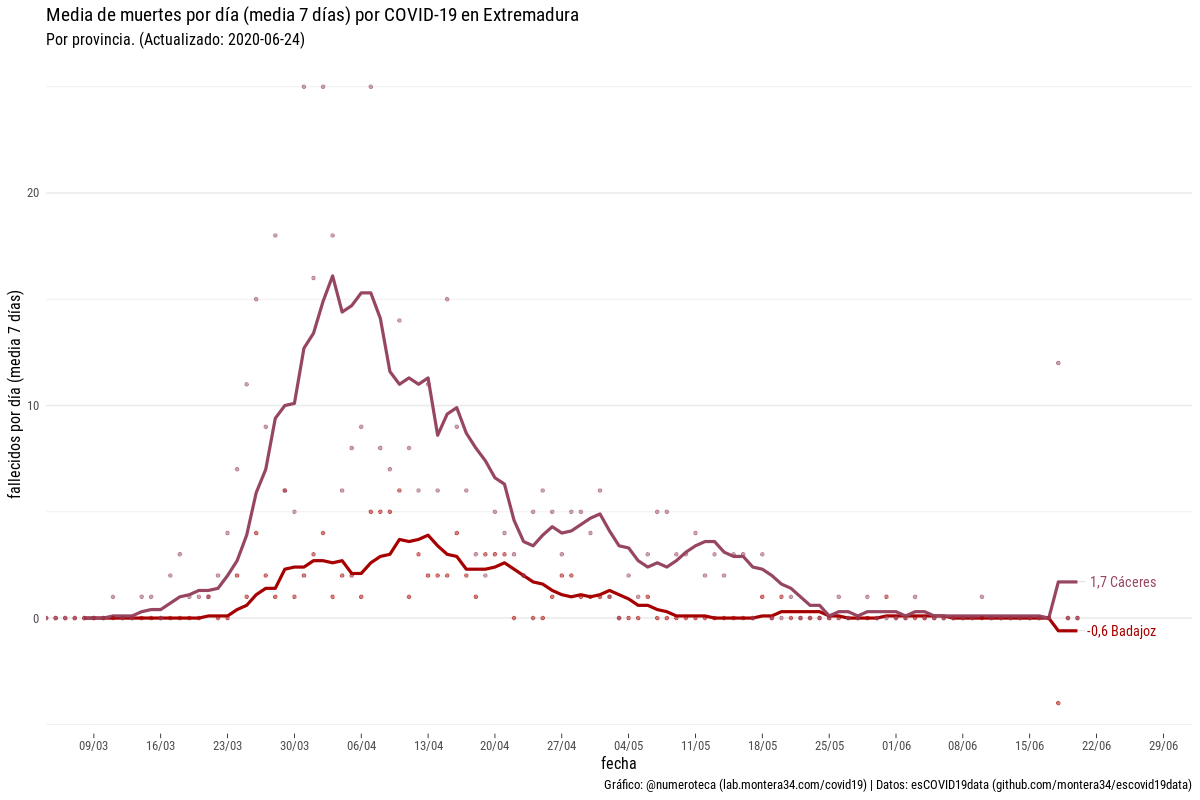 Media de muertes por día (media 7 días) por COVID-19 en Extremadura
Por provincia. (Actualizado: 2020-06-24)
fallecidos por día (media 7 días)
20
10
0
1,7 Cáceres
-0,6 Badajoz
09/03 16/03 23/03 30/03 06/04 13/04 20/04 27/04 04/05 11/05 18/05 25/05 01/06 08/06 15/06 22/06 29/06
fecha
Gráfico: @numeroteca (lab.montera34.com/covid19) | Datos: esCOVID19data (github.com/montera34/escovid19data)